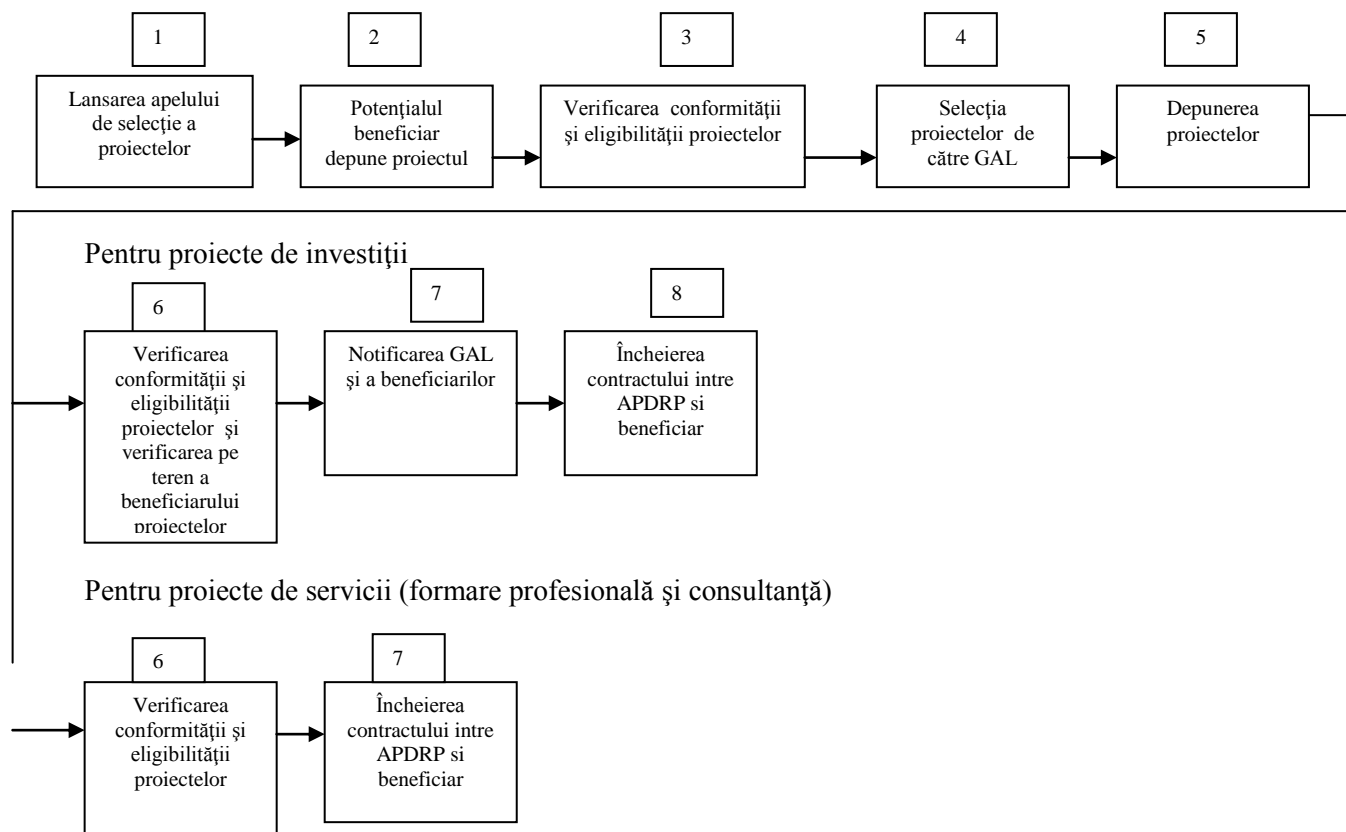 1
2
3
4
5
Lansarea apelului
de selecţie a
proiectelor
Potenţialul
beneficiar
depune proiectul
Verificarea conformităţii
şi eligibilităţii proiectelor
Selecţia
proiectelor de
către GAL
Depunerea
proiectelor
Pentru proiecte de investiţii
6
7
8
Verificarea
conformităţii şi
eligibilităţii
proiectelor şi
verificarea pe
teren a
beneficiarului
proiectelor
Notificarea GAL
şi a beneficiarilor
Încheierea
contractului intre
APDRP si
beneficiar
Pentru proiecte de servicii (formare profesională şi consultanţă)
6
7
Verificarea
conformităţii şi
eligibilităţii
proiectelor
Încheierea
contractului intre
APDRP si
beneficiar